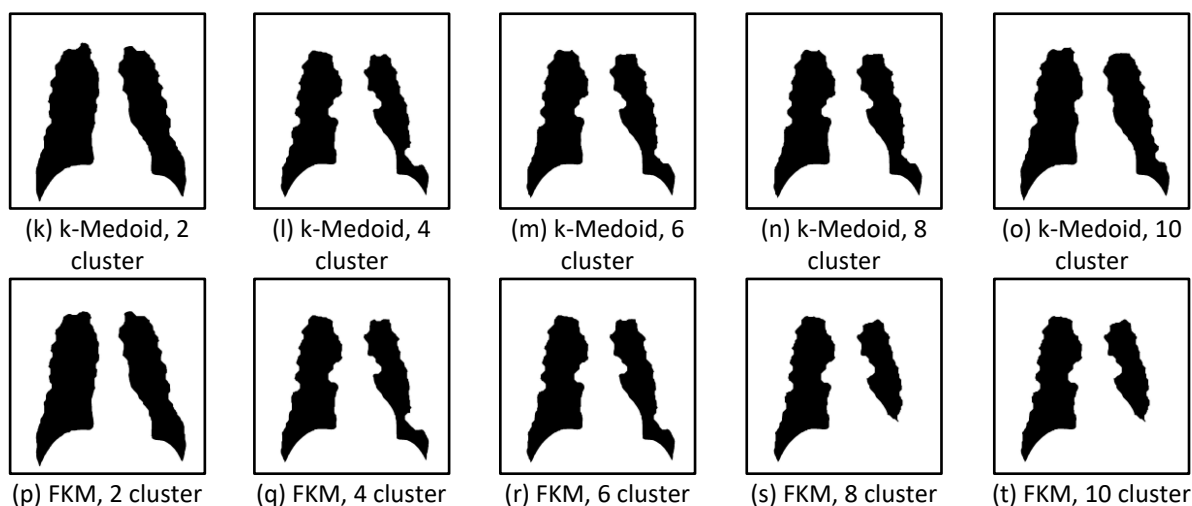 (k) k-Medoid, 2 cluster
(l) k-Medoid, 4 cluster
(m) k-Medoid, 6 cluster
(n) k-Medoid, 8 cluster
(o) k-Medoid, 10 cluster
(p) FKM, 2 cluster
(q) FKM, 4 cluster
(r) FKM, 6 cluster
(s) FKM, 8 cluster
(t) FKM, 10 cluster